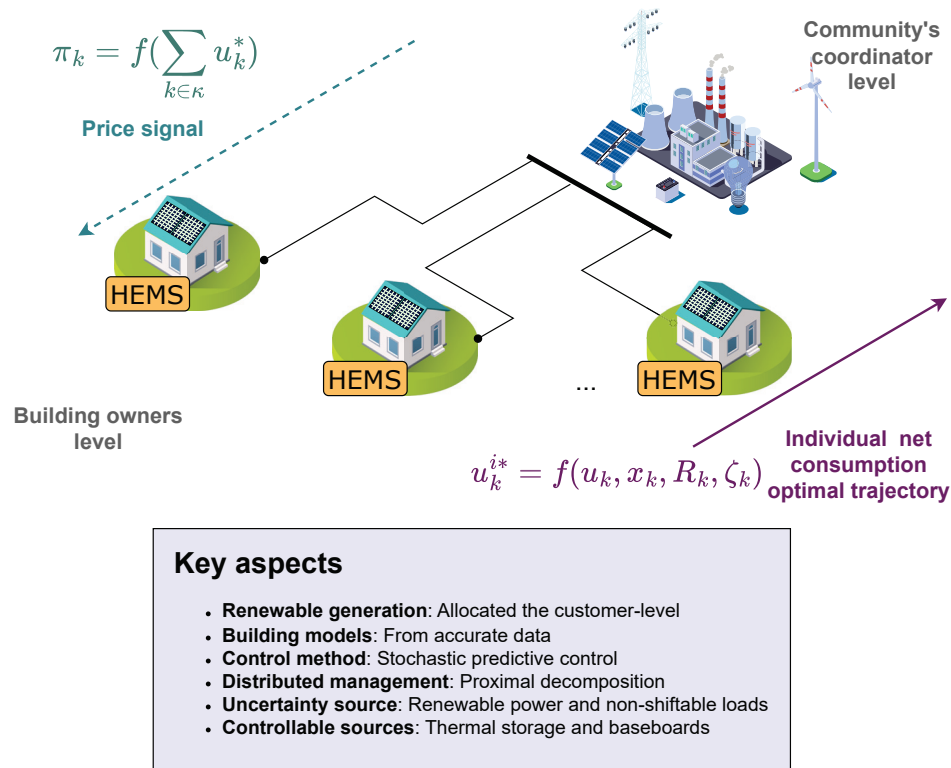 π_k = f(∑_{k∈κ} u_k^*)
Community's
coordinator
level
Price signal
HEMS
HEMS
...
HEMS
Building owners
level
u_k^{i*} = f(u_k, x_k, R_k, ζ_k)
Individual net
consumption
optimal trajectory
Key aspects
• Renewable generation: Allocated the customer-level
• Building models: From accurate data
• Control method: Stochastic predictive control
• Distributed management: Proximal decomposition
• Uncertainty source: Renewable power and non-shiftable loads
• Controllable sources: Thermal storage and baseboards